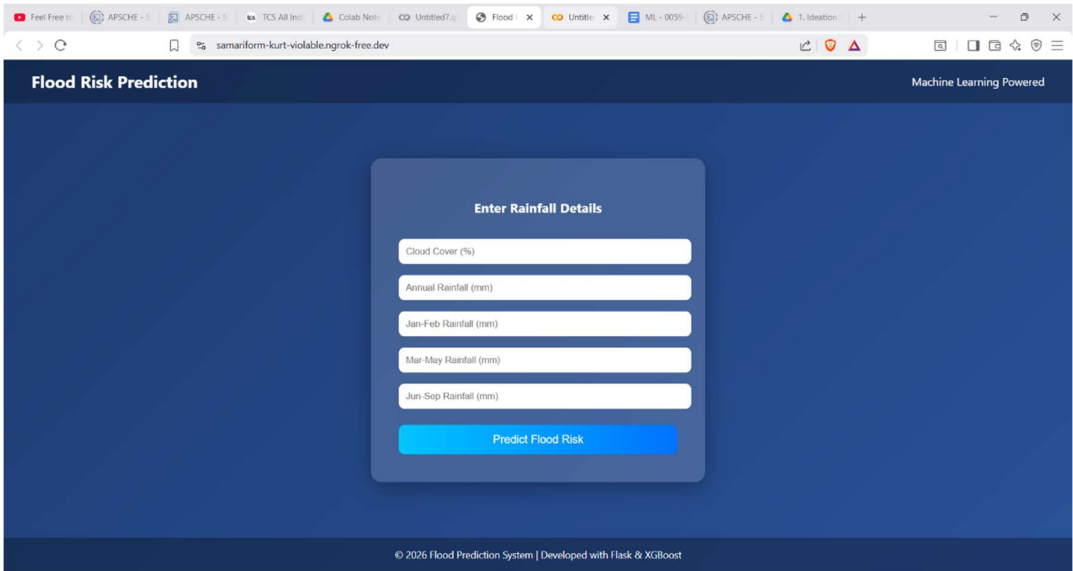 Feel Free to
APSCHE - S
APSCHE - S
tcs TCS All Ind
Colab Note
Untitled7.i
Flood
Untitle
ML - 0059
APSCHE - S
1. Ideation
samariform-kurt-violable.ngrok-free.dev
Flood Risk Prediction
Machine Learning Powered
Enter Rainfall Details
Cloud Cover (%)
Annual Rainfall (mm)
Jan-Feb Rainfall (mm)
Mar-May Rainfall (mm)
Jun-Sep Rainfall (mm)
Predict Flood Risk
© 2026 Flood Prediction System | Developed with Flask & XGBoost